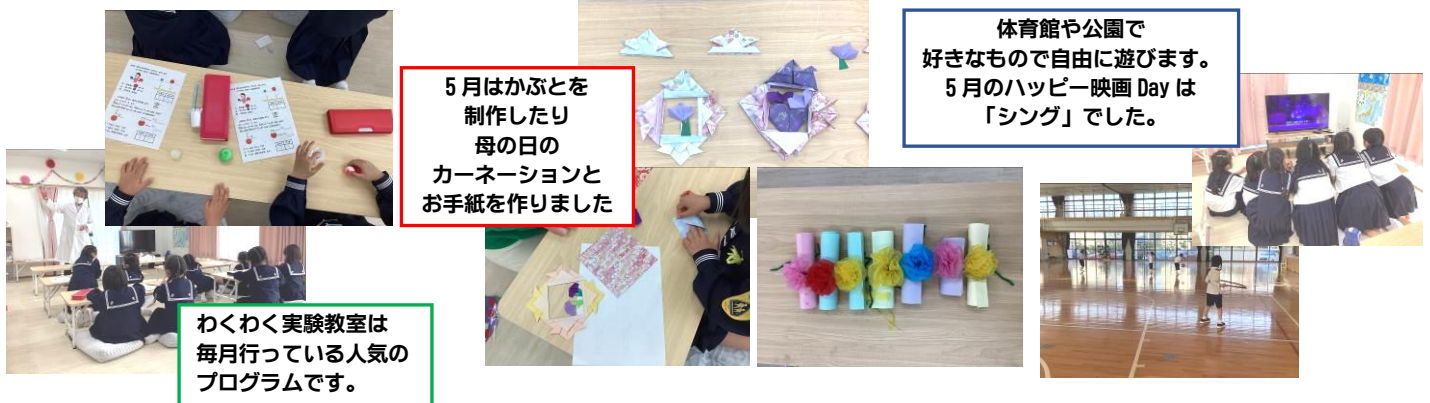 5月はかぶとを
制作したり
母の日の
カーネーションと
お手紙を作りました
体育館や公園で
好きなもので自由に遊びます。
5月のハッピー映画 Day は
「シング」でした。
わくわく実験教室は
毎月行っている人気の
プログラムです。